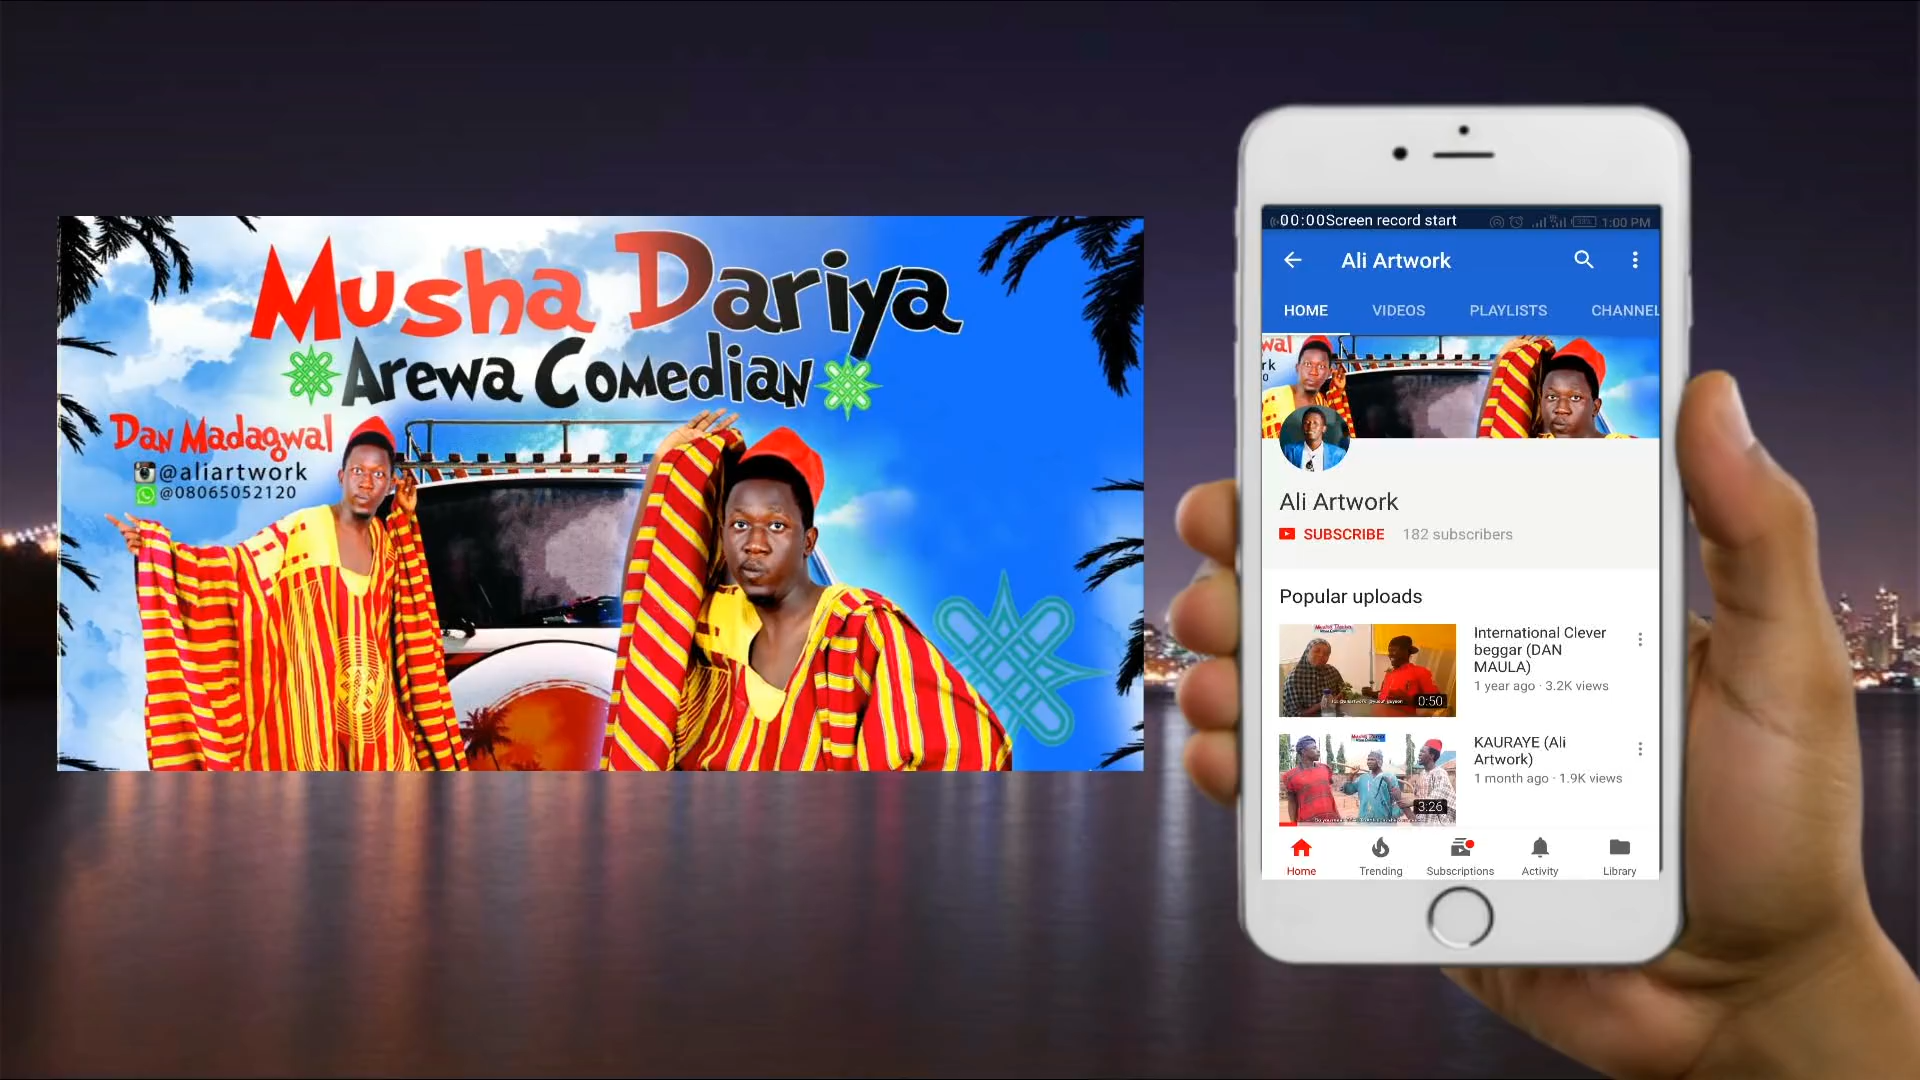 Musha Dariya
Arewa Comedian
Dan Madagwal
@aliartwork
@08065052120
00:00Screen record start
1:00 PM
Ali Artwork
HOME VIDEOS PLAYLISTS CHANNEL
Ali Artwork
SUBSCRIBE 182 subscribers
Popular uploads
International Clever
beggar (DAN
MAULA)
1 year ago · 3.2K views
0:50
KAURAYE (Ali
Artwork)
1 month ago · 1.9K views
3:26
Home Trending Subscriptions Activity Library